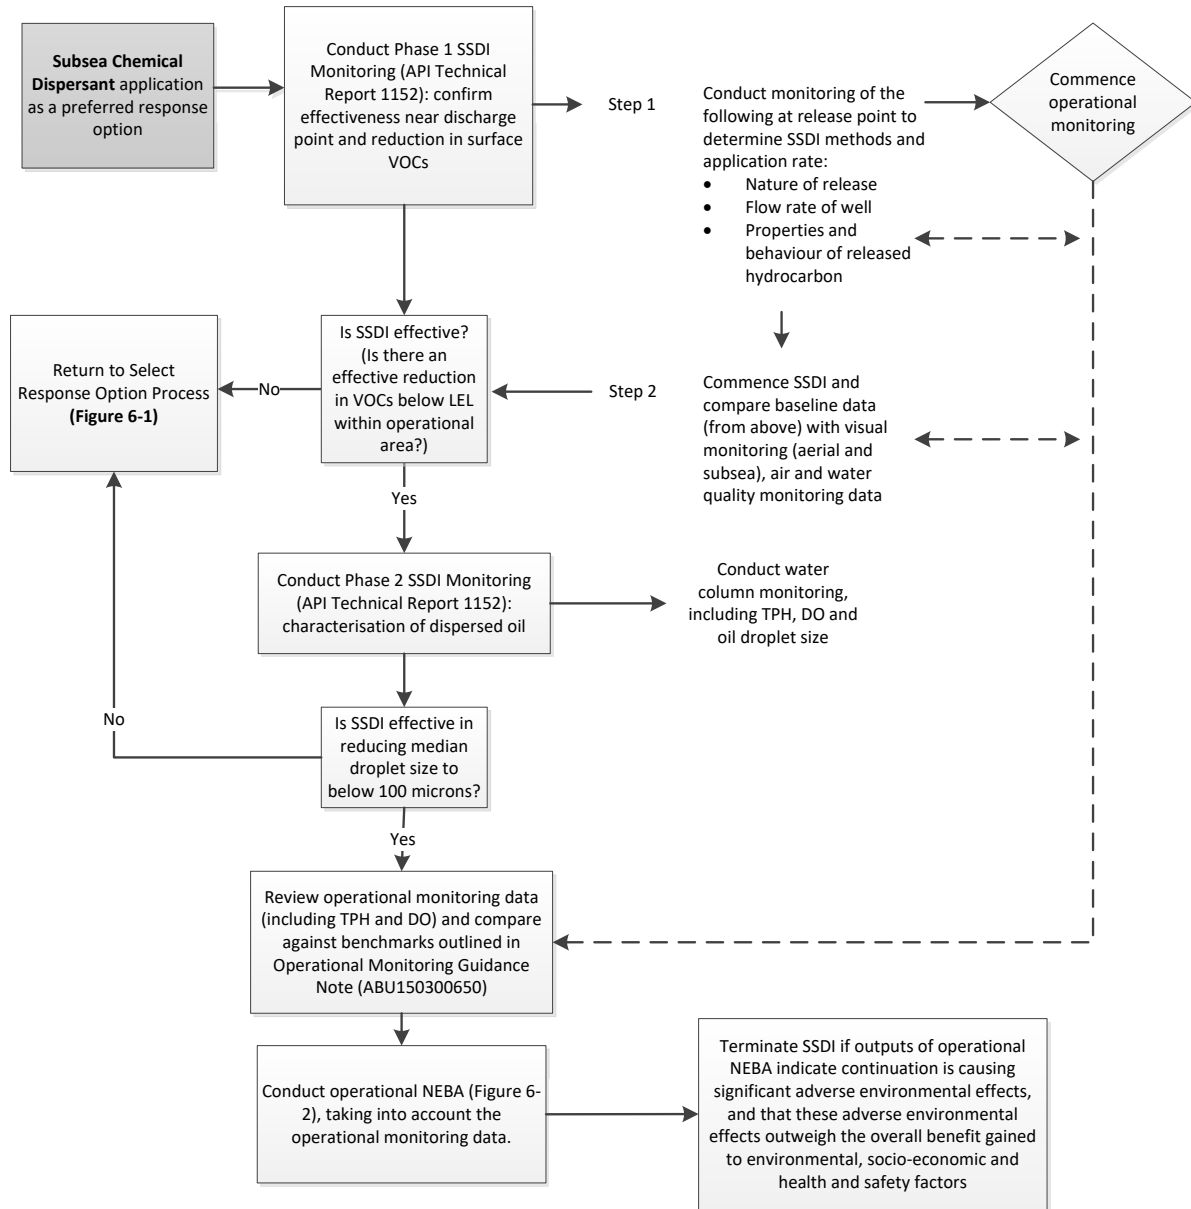 Subsea Chemical
Dispersant application
as a preferred response
option
Conduct Phase 1 SSDI
Monitoring (API Technical
Report 1152): confirm
effectiveness near discharge
point and reduction in surface
VOCs
Step 1
Conduct monitoring of the
following at release point to
determine SSDI methods and
application rate:
• Nature of release
• Flow rate of well
• Properties and
behaviour of released
hydrocarbon
Commence
operational
monitoring
Is SSDI effective?
(Is there an
effective reduction
in VOCs below LEL
within operational
area?)
No
Return to Select
Response Option Process
(Figure 6-1)
Step 2
Commence SSDI and
compare baseline data
(from above) with visual
monitoring (aerial and
subsea), air and water
quality monitoring data
Yes
Conduct Phase 2 SSDI Monitoring
(API Technical Report 1152):
characterisation of dispersed oil
Conduct water
column monitoring,
including TPH, DO and
oil droplet size
No
Is SSDI effective in
reducing median
droplet size to
below 100 microns?
Yes
Review operational monitoring data
(including TPH and DO) and compare
against benchmarks outlined in
Operational Monitoring Guidance
Note (ABU150300650)
Conduct operational NEBA (Figure 6-
2), taking into account the
operational monitoring data.
Terminate SSDI if outputs of operational
NEBA indicate continuation is causing
significant adverse environmental effects,
and that these adverse environmental
effects outweigh the overall benefit gained
to environmental, socio-economic and
health and safety factors